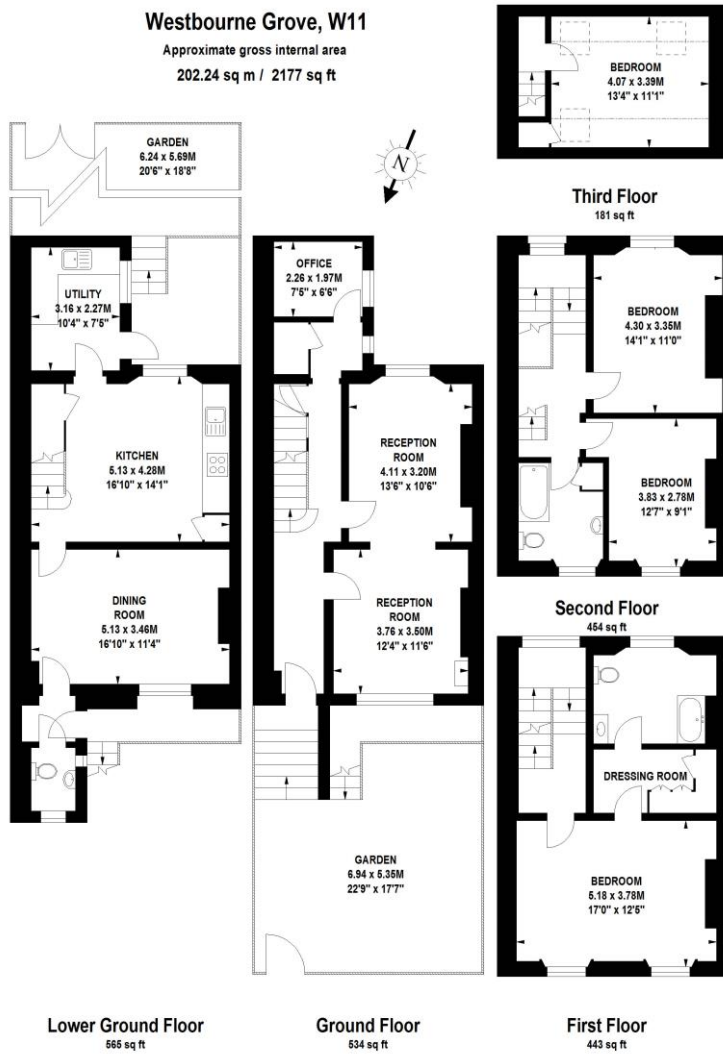 Westbourne Grove, W11
Approximate gross internal area
202.24 sq m / 2177 sq ft
GARDEN
6.24 x 5.69M
20'6" x 18'8"
N
UTILITY
3.16 x 2.27M
10'4" x 7'5"
KITCHEN
5.13 x 4.28M
16'10" x 14'1"
DINING
ROOM
5.13 x 3.46M
16'10" x 11'4"
Lower Ground Floor
565 sq ft
OFFICE
2.26 x 1.97M
7'5" x 6'6"
RECEPTION
ROOM
4.11 x 3.20M
13'6" x 10'6"
RECEPTION
ROOM
3.76 x 3.50M
12'4" x 11'6"
GARDEN
6.94 x 5.35M
22'9" x 17'7"
Ground Floor
534 sq ft
BEDROOM
4.07 x 3.39M
13'4" x 11'1"
Third Floor
181 sq ft
BEDROOM
4.30 x 3.35M
14'1" x 11'0"
BEDROOM
3.83 x 2.78M
12'7" x 9'1"
Second Floor
454 sq ft
DRESSING ROOM
BEDROOM
5.18 x 3.78M
17'0" x 12'5"
First Floor
443 sq ft